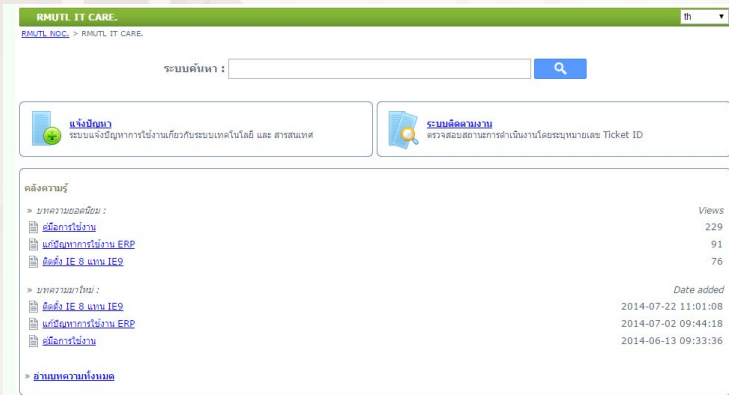 RMUTL IT CARE.
th
RMUTL NOC. > RMUTL IT CARE.
ระบบค้นหา :
แจ้งปัญหา
ระบบแจ้งปัญหาการใช้งานเกี่ยวกับระบบเทคโนโลยี และ สารสนเทศ
ระบบติดตามงาน
ตรวจสอบสถานะการดำเนินงานโดยระบุหมายเลข Ticket ID
คลังความรู้
» บทความยอดนิยม : Views
คู่มือการใช้งาน 229
แก้ปัญหาการใช้งาน ERP 91
ติดตั้ง IE 8 แทน IE9 76
» บทความมาใหม่ : Date added
ติดตั้ง IE 8 แทน IE9 2014-07-22 11:01:08
แก้ปัญหาการใช้งาน ERP 2014-07-02 09:44:18
คู่มือการใช้งาน 2014-06-13 09:33:36
» อ่านบทความทั้งหมด